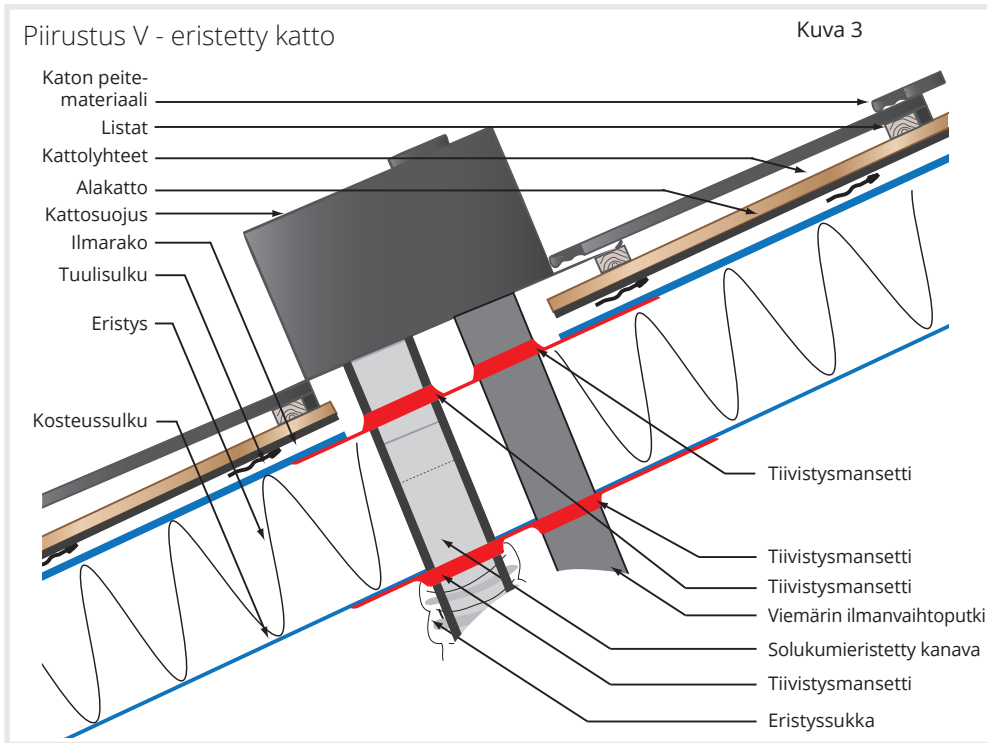 Piirustus V - eristetty katto
Kuva 3
Katon peite-
materiaali
Listat
Kattolyhteet
Alakatto
Kattosuojus
Ilmarako
Tuulisulku
Eristys
Kosteussulku
Tiivistysmansetti
Tiivistysmansetti
Tiivistysmansetti
Viemärin ilmanvaihtoputki
Solukumieristetty kanava
Tiivistysmansetti
Eristyssukka